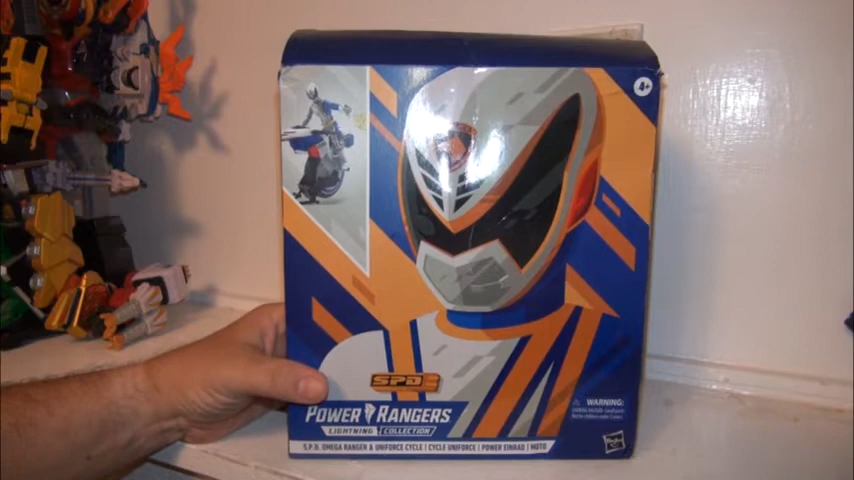 4+
SPD
POWER RANGERS
LIGHTNING COLLECTION
WARNING:
S.P.D. OMEGA RANGER & UNIFORCE CYCLE | CYCLE UNIFORCE | POWER EINRAD | MOTO
Hasbro